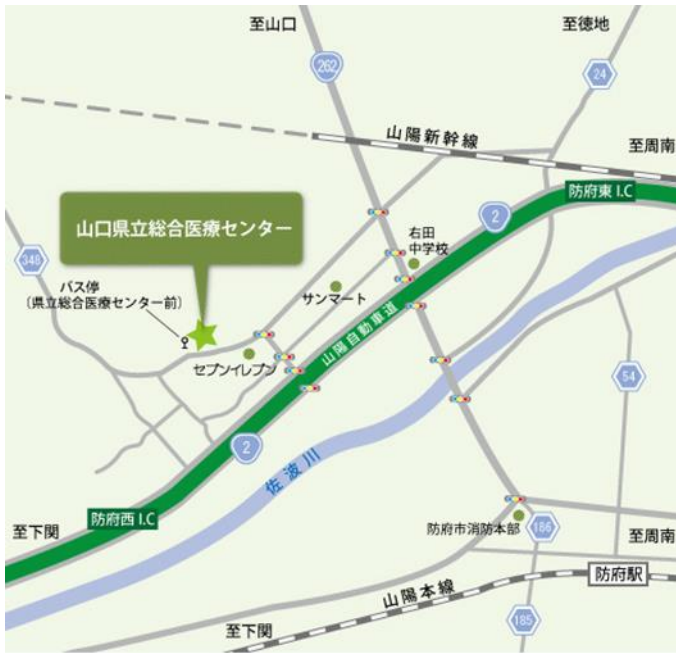 至山口
至徳地
262
24
山陽新幹線
至周南
防府東 I.C
2
山口県立総合医療センター
右田
中学校
348
バス停
〔県立総合医療センター前〕
サンマート
山陽自動車道
セブンイレブン
54
2
佐波川
防府西 I.C
至下関
防府市消防本部
186
至周南
防府駅
山陽本線
185
至下関